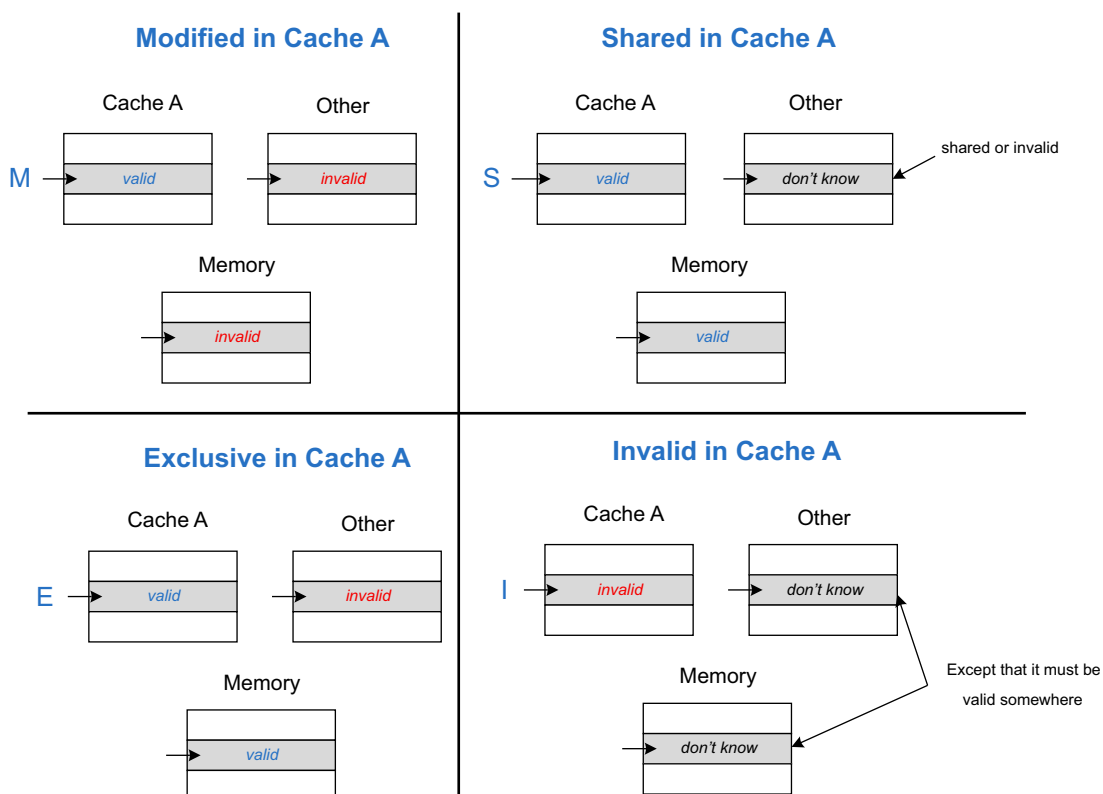 Modified in Cache A
Cache A
Other
M
valid
invalid
Memory
invalid
Shared in Cache A
Cache A
Other
S
valid
don't know
shared or invalid
Memory
valid
Exclusive in Cache A
Cache A
Other
E
valid
invalid
Memory
valid
Invalid in Cache A
Cache A
Other
I
invalid
don't know
Except that it must be
valid somewhere
Memory
don't know